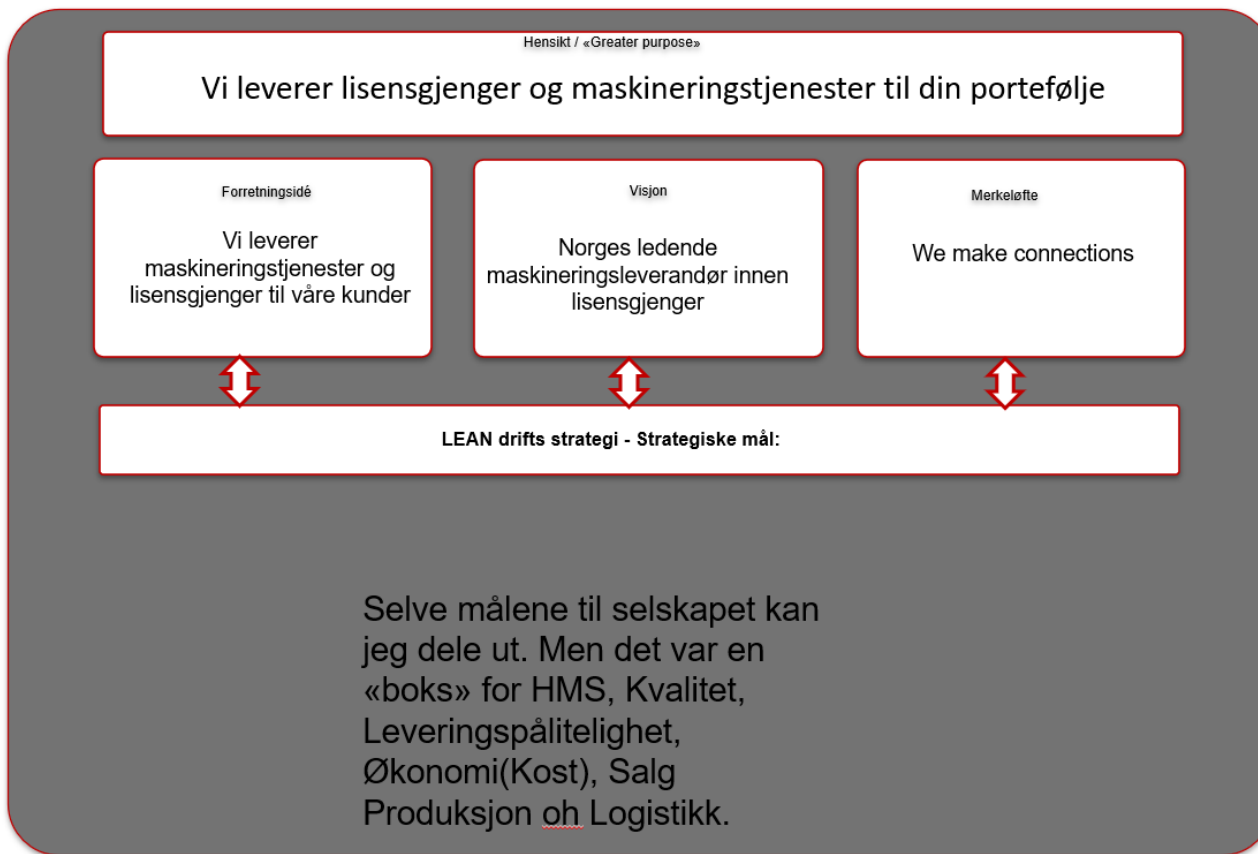 Hensikt / «Greater purpose»
Vi leverer lisensgjenger og maskineringstjenester til din portefølje
Forretningsidé
Vi leverer
maskineringstjenester og
lisensgjenger til våre kunder
Visjon
Norges ledende
maskineringsleverandør innen
lisensgjenger
Merkeløfte
We make connections
LEAN drifts strategi - Strategiske mål:
Selve målene til selskapet kan
jeg dele ut. Men det var en
«boks» for HMS, Kvalitet,
Leveringspålitelighet,
Økonomi(Kost), Salg
Produksjon oh Logistikk.